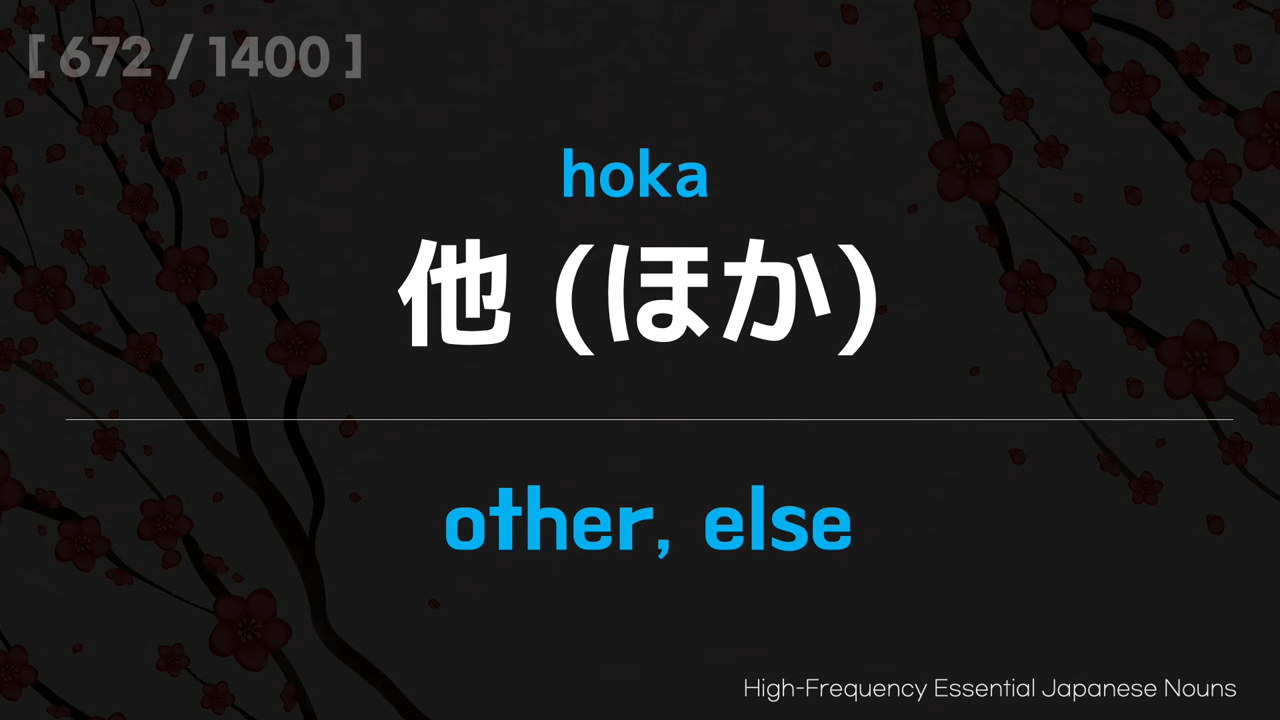 [ 672 / 1400 ]
hoka
他 (ほか)
other, else
High-Frequency Essential Japanese Nouns